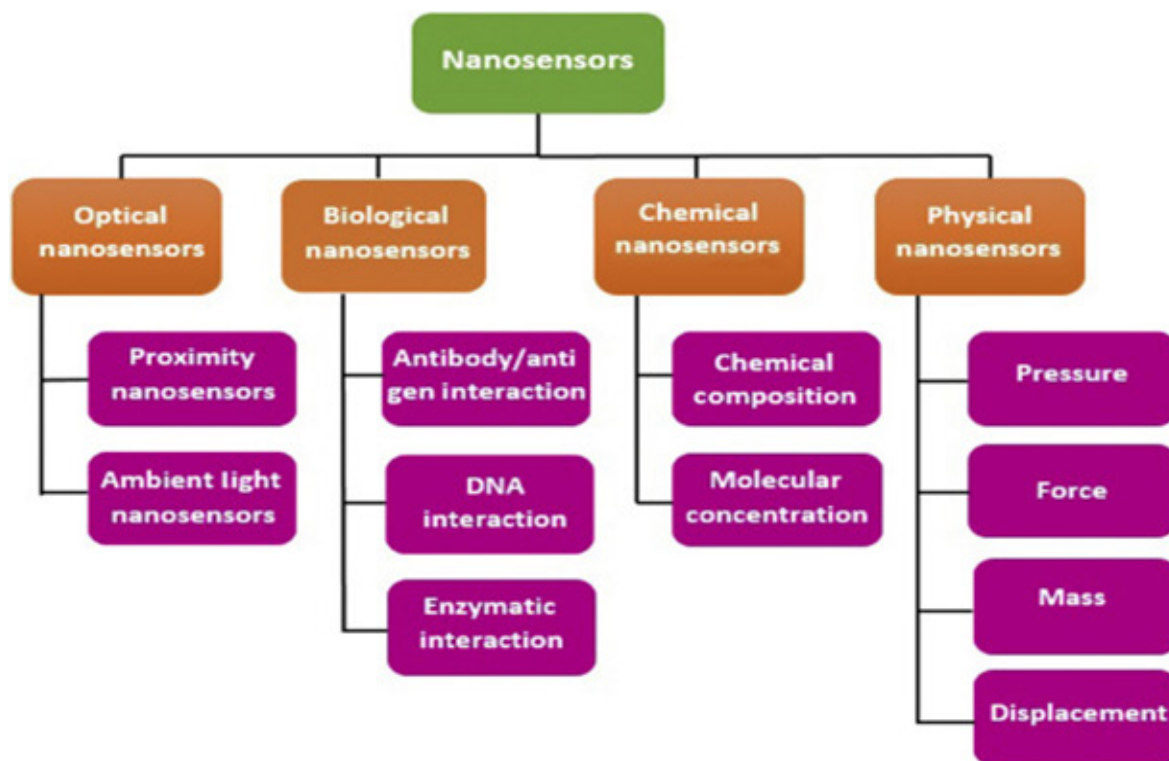 Nanosensors
Optical
nanosensors
Biological
nanosensors
Chemical
nanosensors
Physical
nanosensors
Proximity
nanosensors
Ambient light
nanosensors
Antibody/anti
gen interaction
DNA
interaction
Enzymatic
interaction
Chemical
composition
Molecular
concentration
Pressure
Force
Mass
Displacement